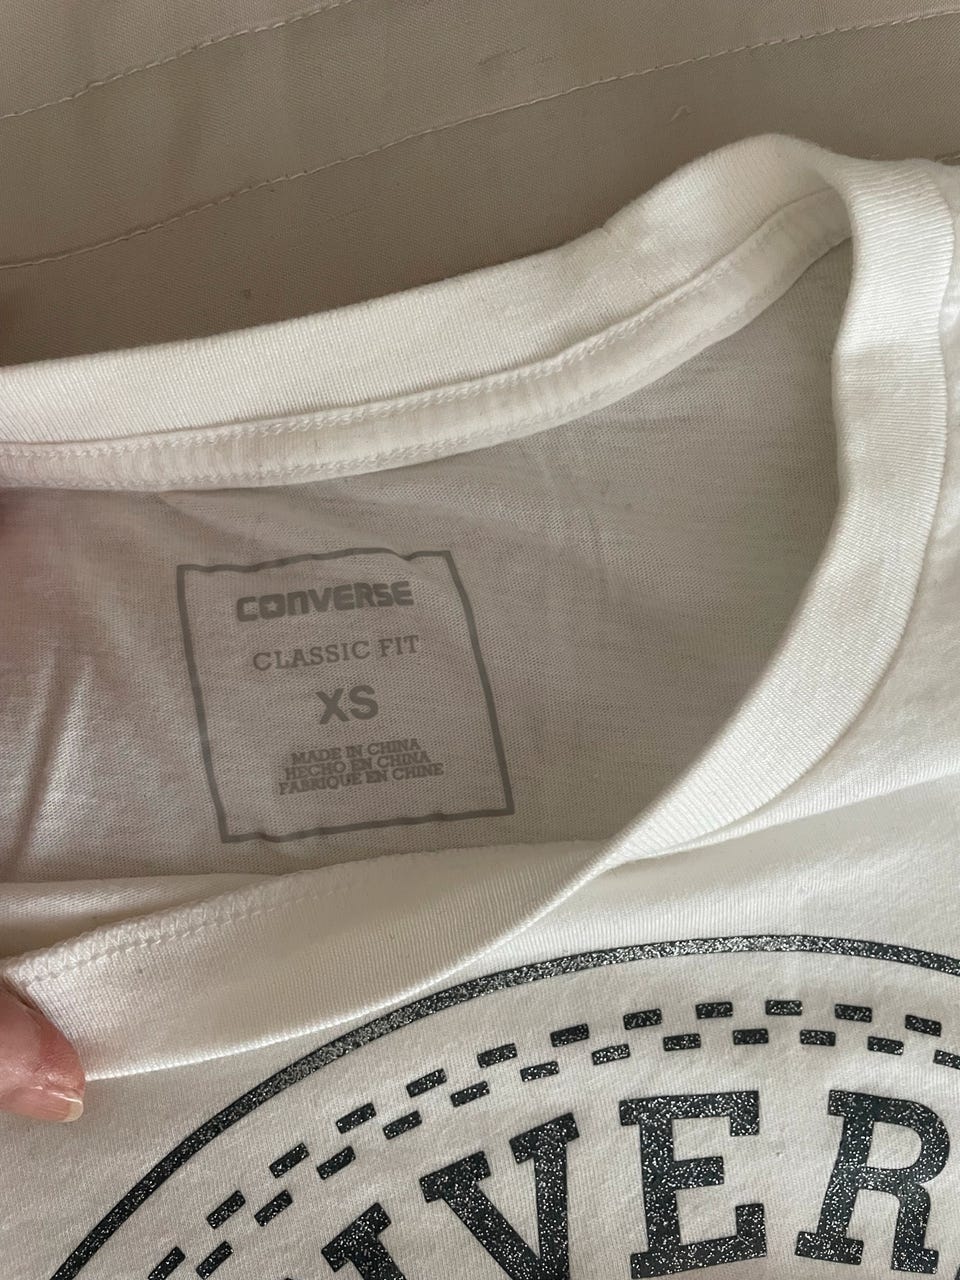 CONVERSE
CLASSIC FIT
XS
MADE IN CHINA
HECHO EN CHINA
FABRIQUE EN CHINE
VER